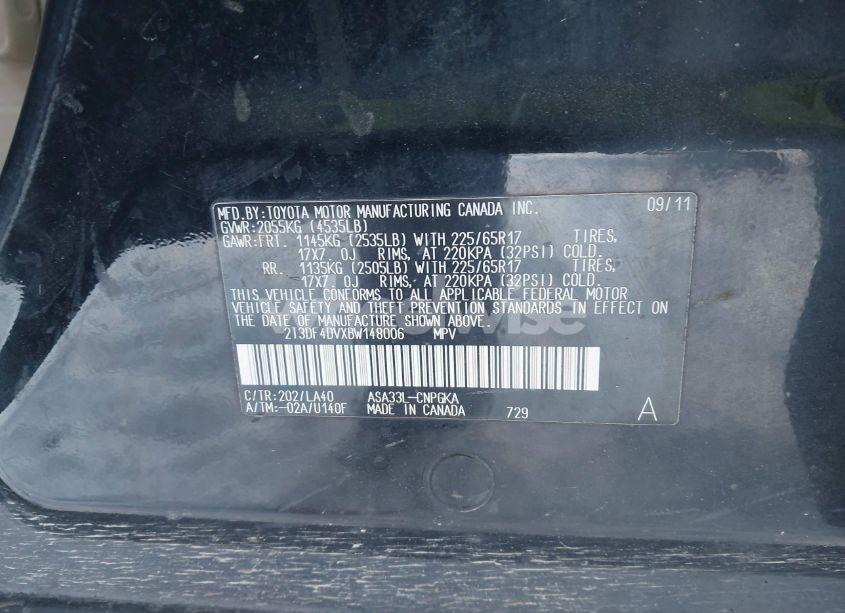 MFD.BY:TOYOTA MOTOR MANUFACTURING CANADA INC. 09/11
GVWR:2055KG (4535LB)
GAWR:FRT. 1145KG (2535LB) WITH 225/65R17 TIRES,
17X7. 0J RIMS, AT 220KPA (32PSI) COLD.
RR. 1135KG (2505LB) WITH 225/65R17 TIRES,
17X7. 0J RIMS, AT 220KPA (32PSI) COLD.
THIS VEHICLE CONFORMS TO ALL APPLICABLE FEDERAL MOTOR
VEHICLE SAFETY AND THEFT PREVENTION STANDARDS IN EFFECT ON
THE DATE OF MANUFACTURE SHOWN ABOVE.
2T3DF4DVXBW148006 MPV
C/TR:202/LA40 ASA33L-CNPGKA
A/TM:-02A/U140F MADE IN CANADA 729 A